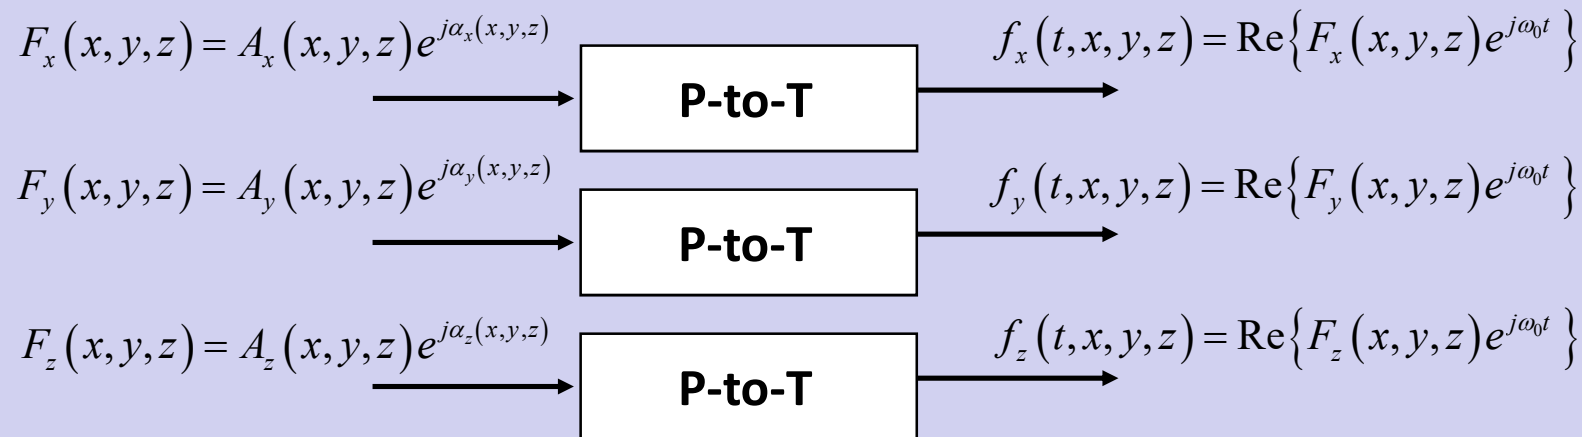 F_x(x,y,z) = A_x(x,y,z)e^{jα_x(x,y,z)} P-to-T f_x(t,x,y,z) = Re{F_x(x,y,z)e^{jω_0t}}
F_y(x,y,z) = A_y(x,y,z)e^{jα_y(x,y,z)} P-to-T f_y(t,x,y,z) = Re{F_y(x,y,z)e^{jω_0t}}
F_z(x,y,z) = A_z(x,y,z)e^{jα_z(x,y,z)} P-to-T f_z(t,x,y,z) = Re{F_z(x,y,z)e^{jω_0t}}